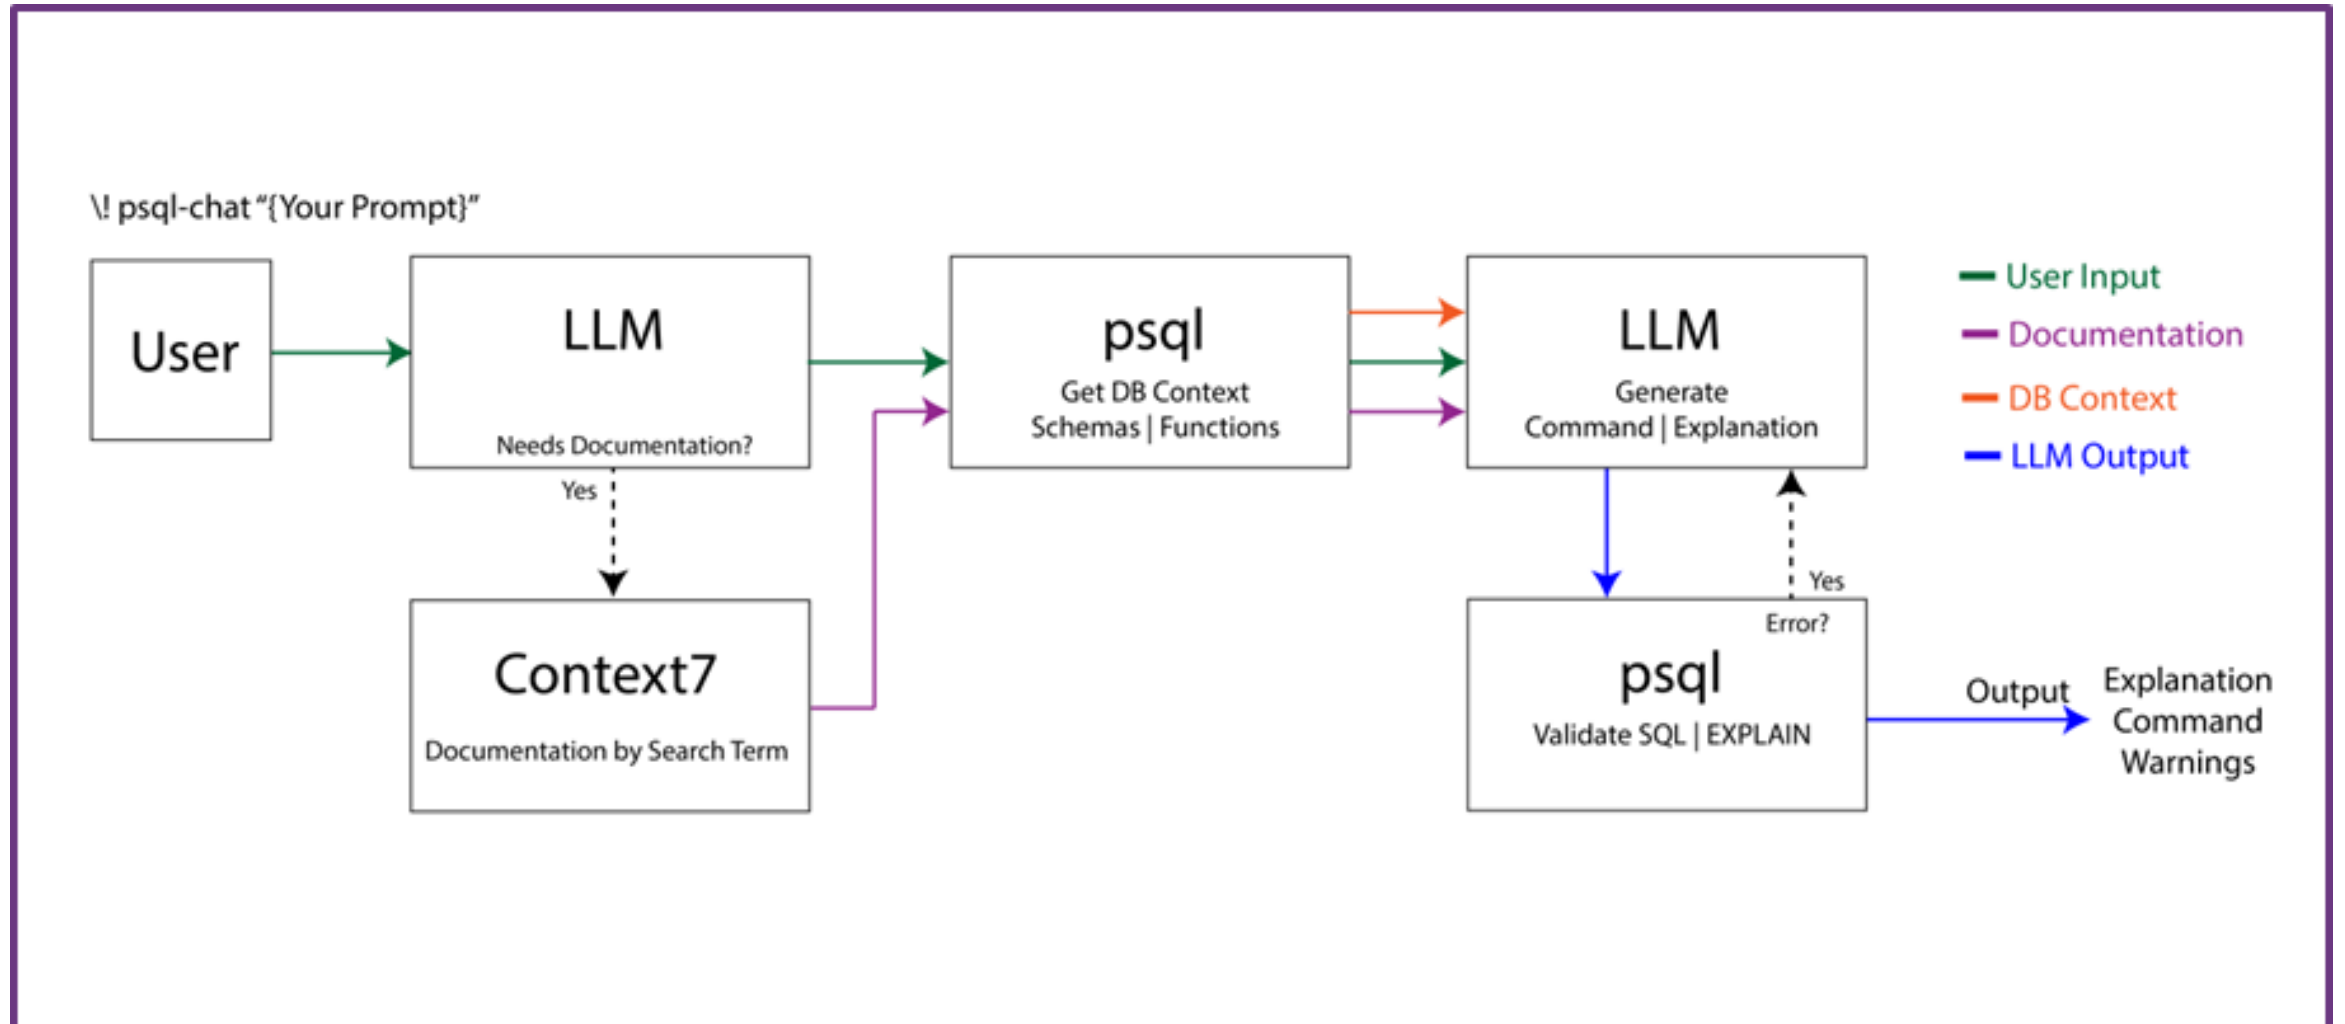 \! psql-chat “{Your Prompt}”
User
LLM
Needs Documentation?
Yes
Context7
Documentation by Search Term
psql
Get DB Context
Schemas | Functions
LLM
Generate
Command | Explanation
Yes
Error?
psql
Validate SQL | EXPLAIN
Output
Explanation
Command
Warnings
User Input
Documentation
DB Context
LLM Output